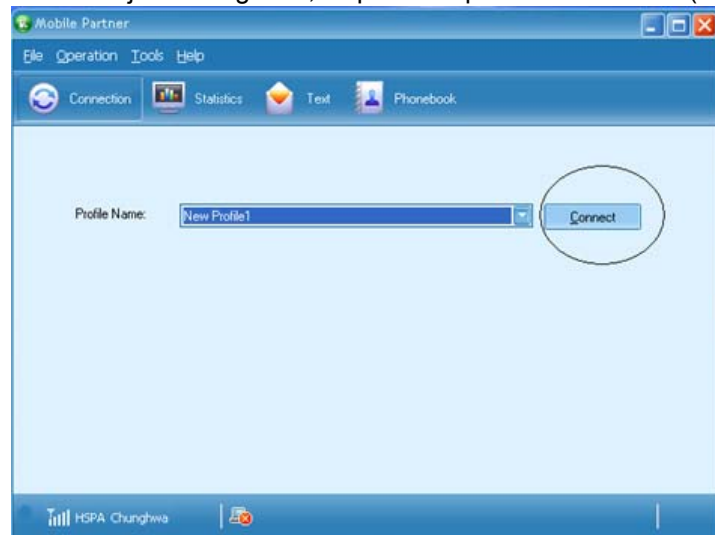 Mobile Partner
File Operation Tools Help
Connection Statistics Text Phonebook
Profile Name: New Profile1 Connect
HSPA Chunghwa